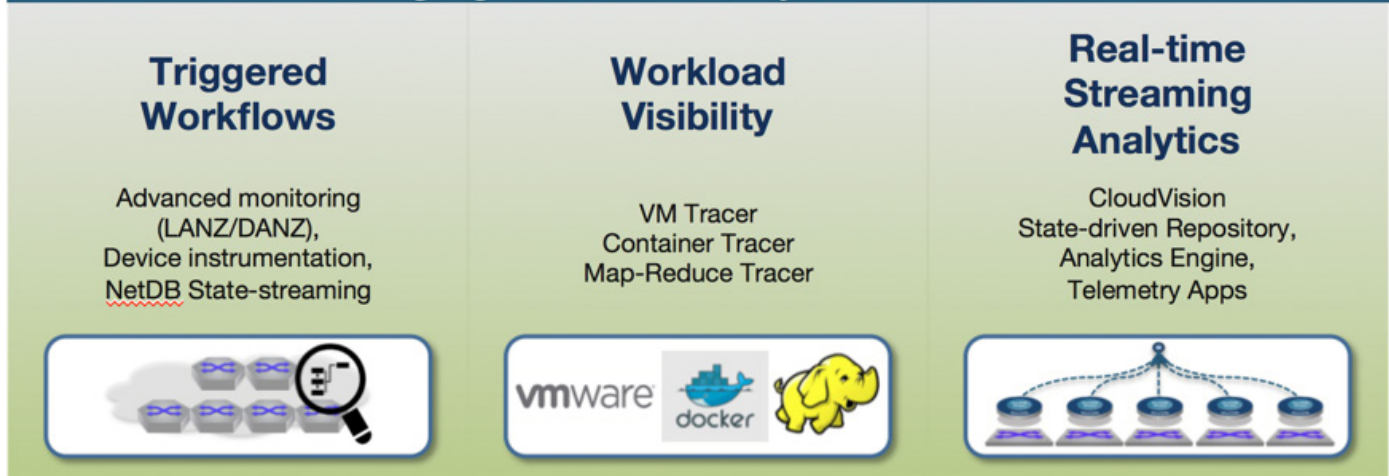 Triggered
Workflows
Advanced monitoring
(LANZ/DANZ),
Device instrumentation,
NetDB State-streaming
Workload
Visibility
VM Tracer
Container Tracer
Map-Reduce Tracer
vmware
docker
Real-time
Streaming
Analytics
CloudVision
State-driven Repository,
Analytics Engine,
Telemetry Apps